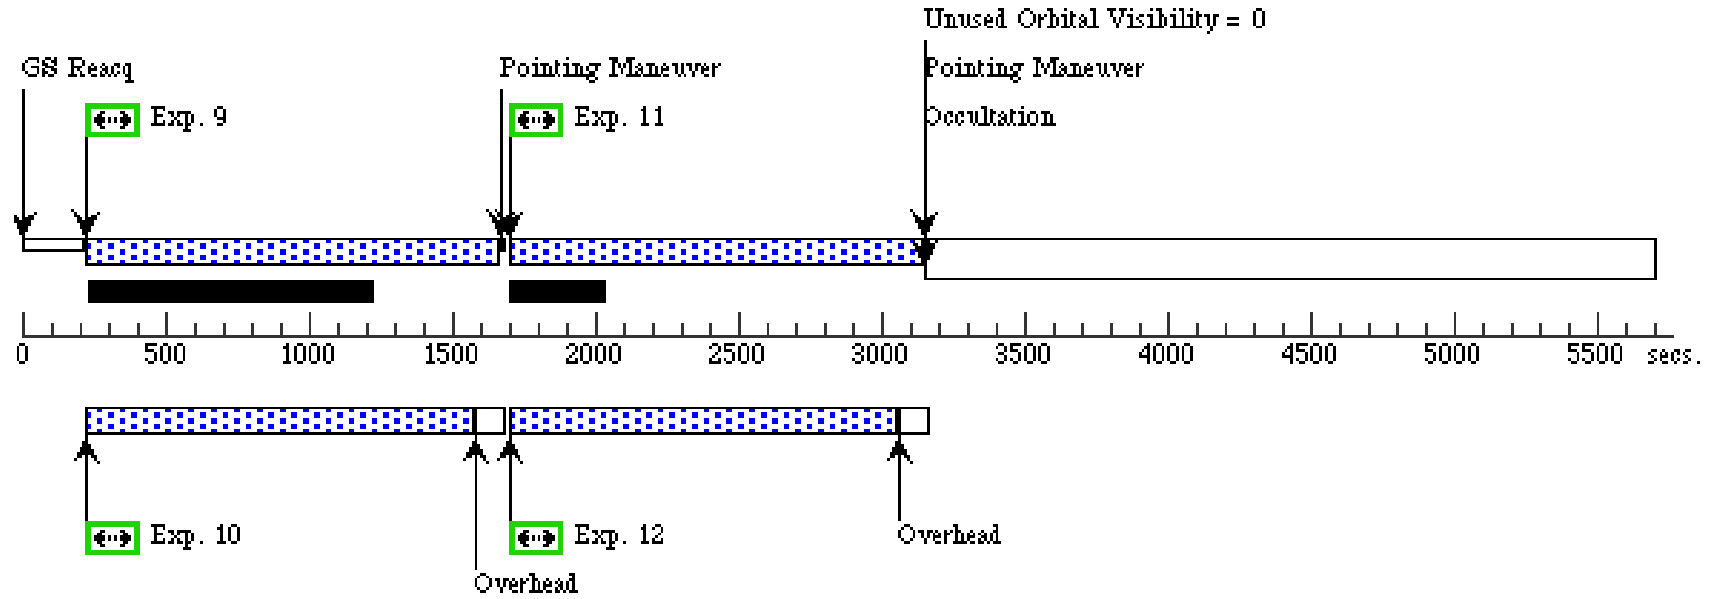 Unused Orbital Visibility = 0
GS Reacq
Pointing Maneuver
Pointing Maneuver
Exp. 9
Exp. 11
Occultation
0 500 1000 1500 2000 2500 3000 3500 4000 4500 5000 5500 secs.
Exp. 10
Exp. 12
Overhead
Overhead